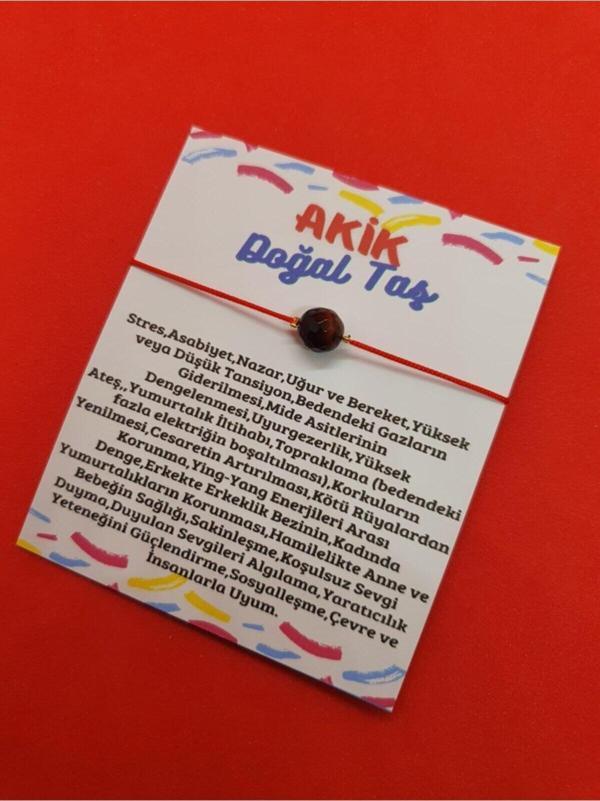 AKİK
Doğal Taş
Stres,Asabiyet,Nazar,Uğur ve Bereket,Yüksek
veya Düşük Tansiyon,Bedendeki Gazların
Giderilmesi,Mide Asitlerinin
Dengelenmesi,Uyurgezerlik,Yüksek
Ateş,,Yumurtalık İltihabı,Topraklama (bedendeki
fazla elektriğin boşaltılması),Korkuların
Yenilmesi,Cesaretin Artırılması,Kötü Rüyalardan
Korunma,Ying-Yang Enerjileri Arası
Denge,Erkekte Erkeklik Bezinin,Kadında
Yumurtalıkların Korunması,Hamilelikte Anne ve
Bebeğin Sağlığı,Sakinleşme,Koşulsuz Sevgi
Duyma,Duyulan Sevgileri Algılama,Yaratıcılık
Yeteneğini Güçlendirme,Sosyalleşme,Çevre ve
İnsanlarla Uyum.